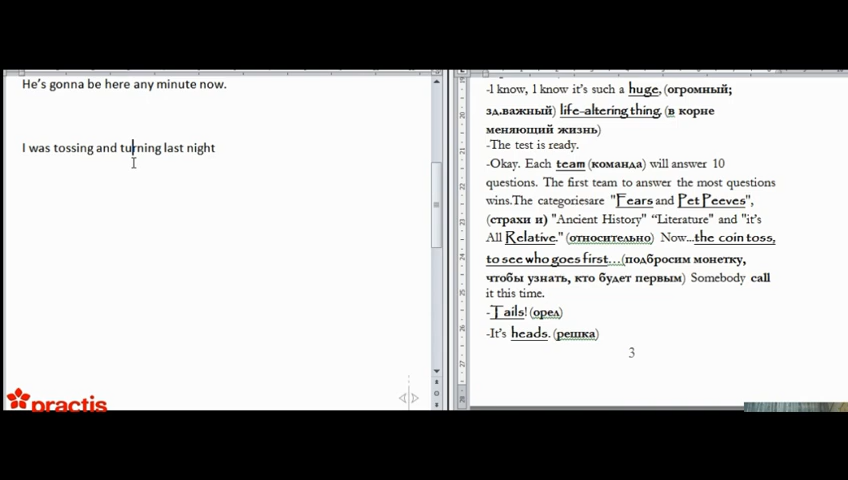 He's gonna be here any minute now.
I was tossing and turning last night
practis
-I know, I know it's such a huge, (огромный;
зд.важный) life-altering thing, (в корне
меняющий жизнь)
-The test is ready.
-Okay. Each team (команда) will answer 10
questions. The first team to answer the most questions
wins.The categoriesare "Fears and Pet Peeves",
(страхи и) "Ancient History" "Literature" and "it's
All Relative." (относительно) Now...the coin toss,
to see who goes first...(подбросим монетку,
чтобы узнать, кто будет первым) Somebody call
it this time.
-Tails! (орел)
-It's heads. (решка)
3